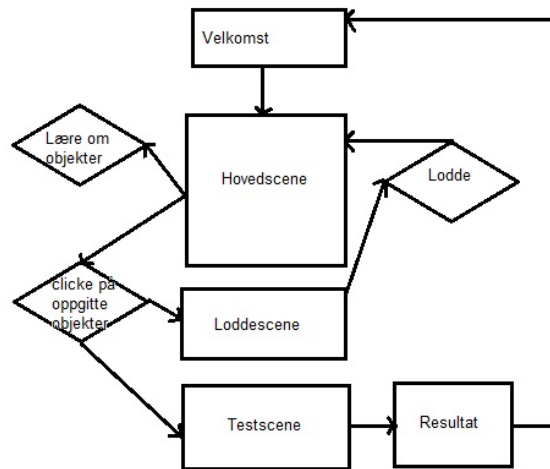 Velkomst
Lære om
objekter
Hovedscene
Lodde
clicke på
oppgitte
objekter
Loddescene
Testscene
Resultat